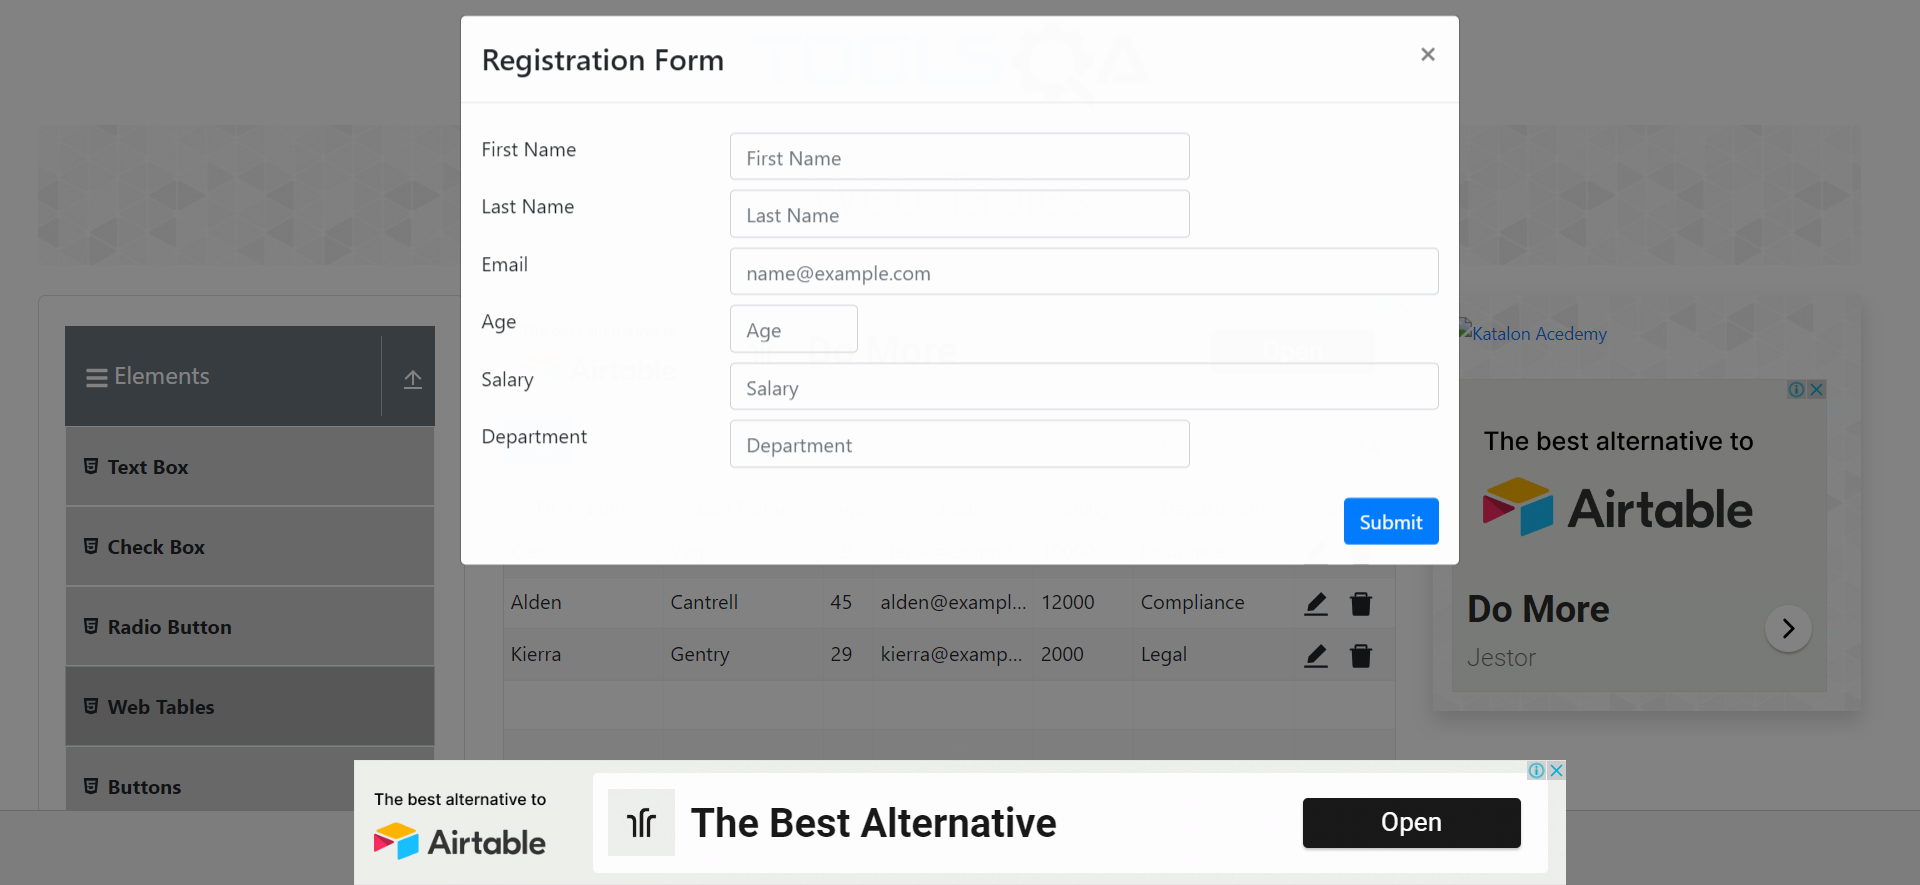 Registration Form
×
First Name
First Name
Last Name
Last Name
Email
name@example.com
Age
Age
Salary
Salary
Department
Department
Submit
Elements
Text Box
Check Box
Radio Button
Web Tables
Buttons
Alden Cantrell 45 alden@exampl... 12000 Compliance
Kierra Gentry 29 kierra@examp... 2000 Legal
Katalon Acedemy
The best alternative to
Airtable
Do More
Jestor
The best alternative to
Airtable
The Best Alternative
Open